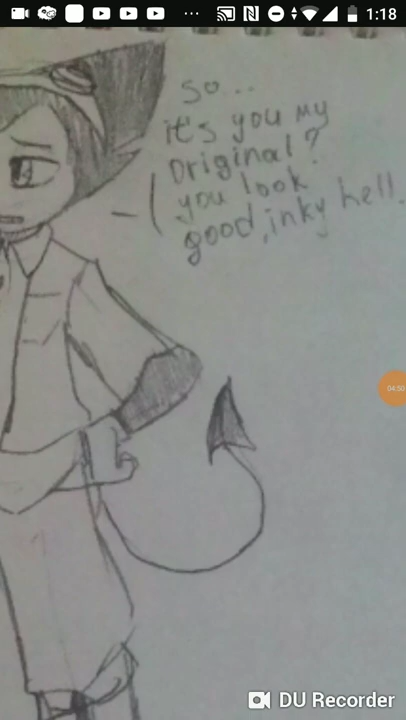 1:18
so..
it's you my
Original?
you look
good, inky hell.
04:50
DU Recorder